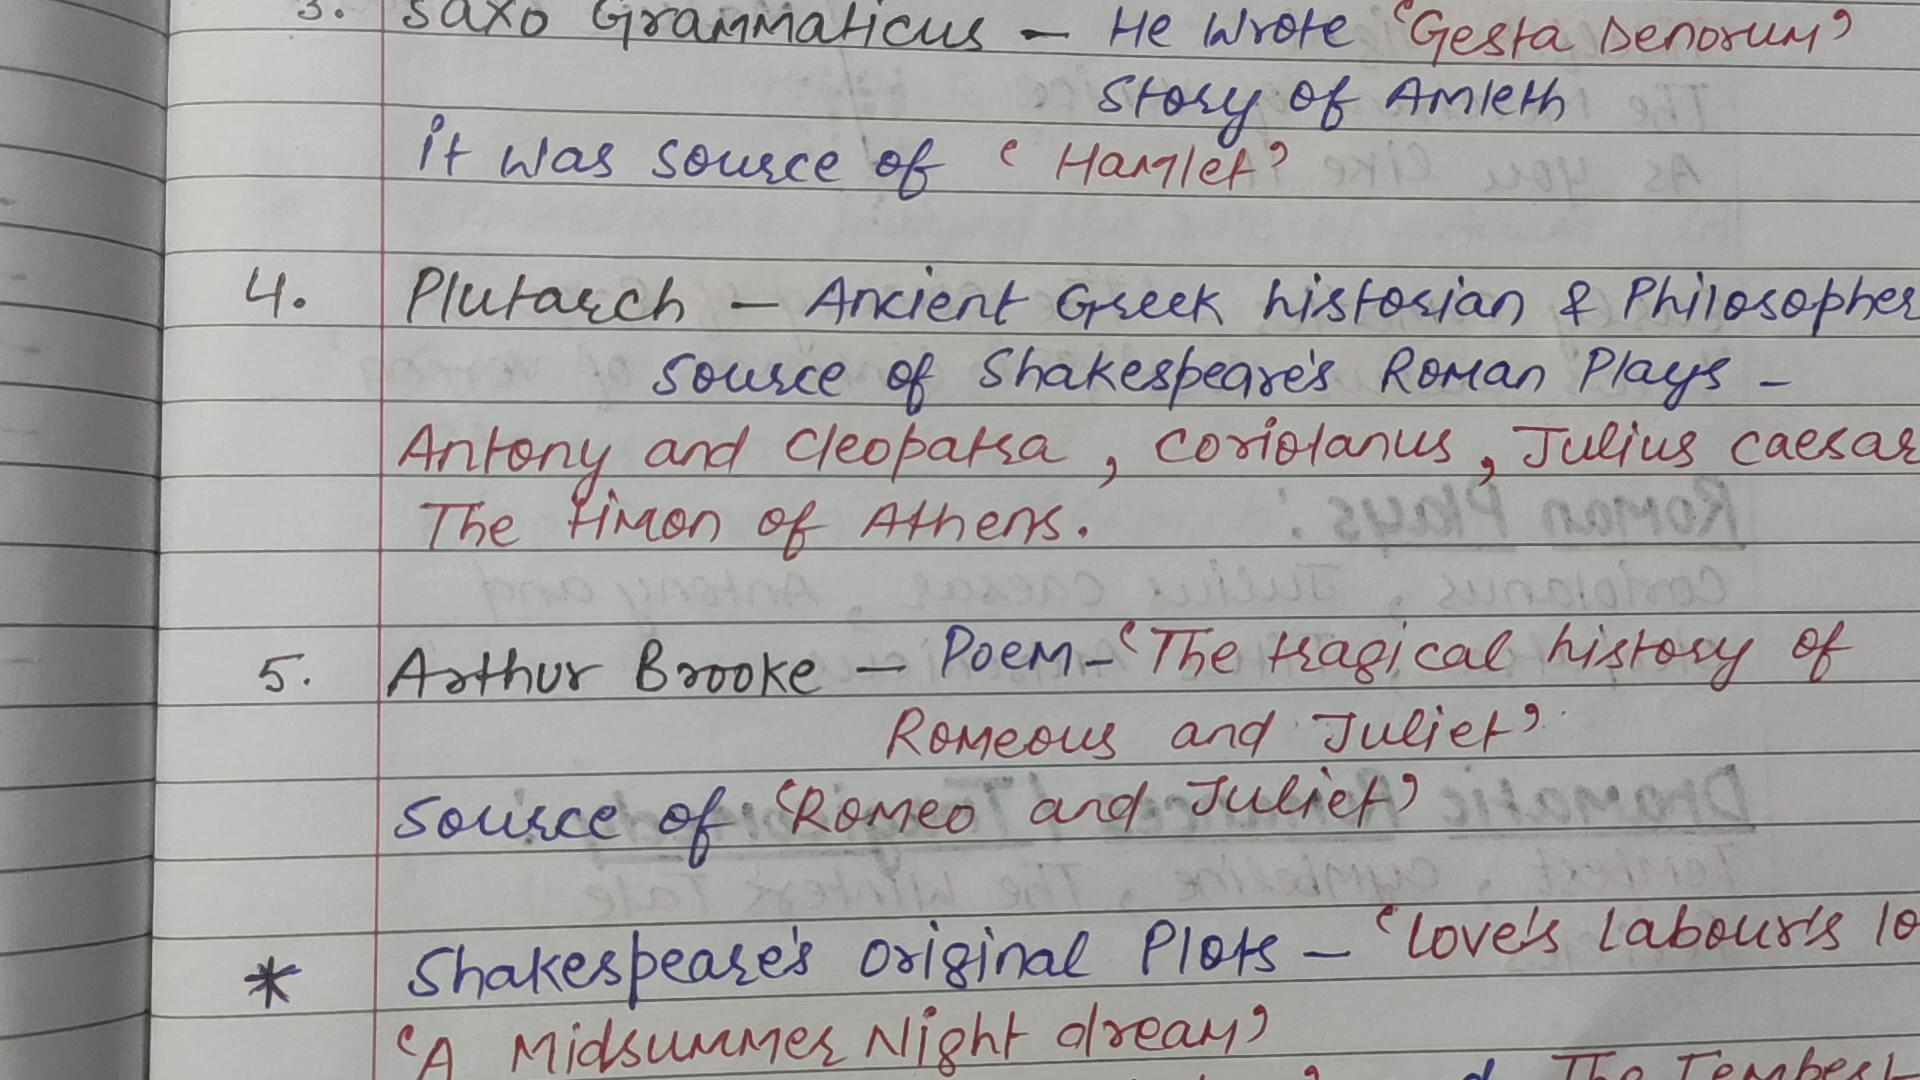 3. Saxo Grammaticus – He wrote 'Gesta Denorum'
Story of Amleth
it was source of 'Hamlet'
4. Plutarch – Ancient Greek historian & Philosopher
source of Shakespeare's Roman Plays –
Antony and Cleopatra, Coriolanus, Julius caesar
The timon of Athens.
5. Arthur Brooke – Poem – 'The tragical history of
Romeous and Juliet'
Source of 'Romeo and Juliet'
* Shakespeare's original Plots – 'Love's Labour's lo
'A Midsummer Night dream'
The Tempest